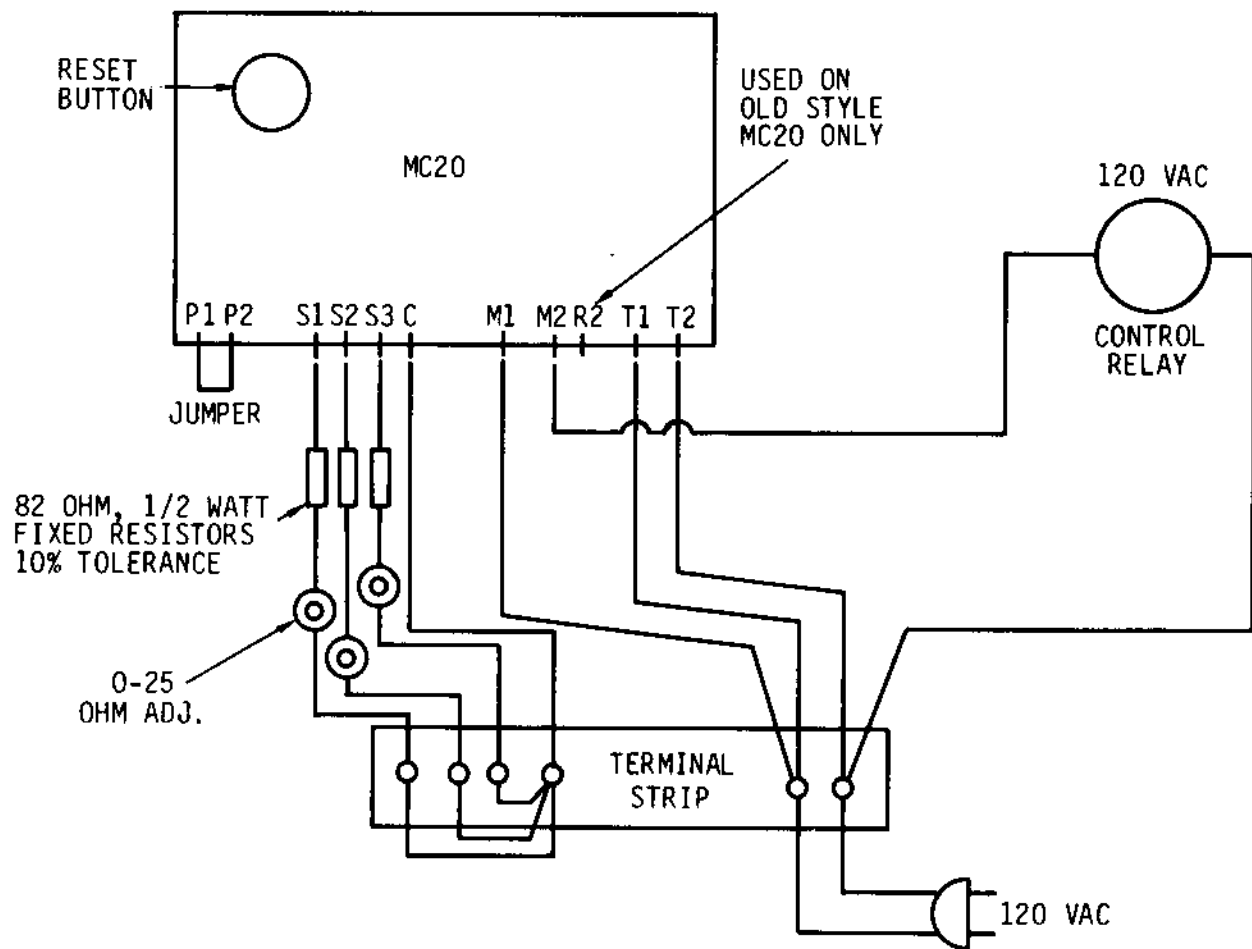 RESET
BUTTON
USED ON
OLD STYLE
MC20 ONLY
MC20
120 VAC
P1 P2 S1 S2 S3 C M1 M2 R2 T1 T2
CONTROL
RELAY
JUMPER
82 OHM, 1/2 WATT
FIXED RESISTORS
10% TOLERANCE
0-25
OHM ADJ.
TERMINAL
STRIP
120 VAC